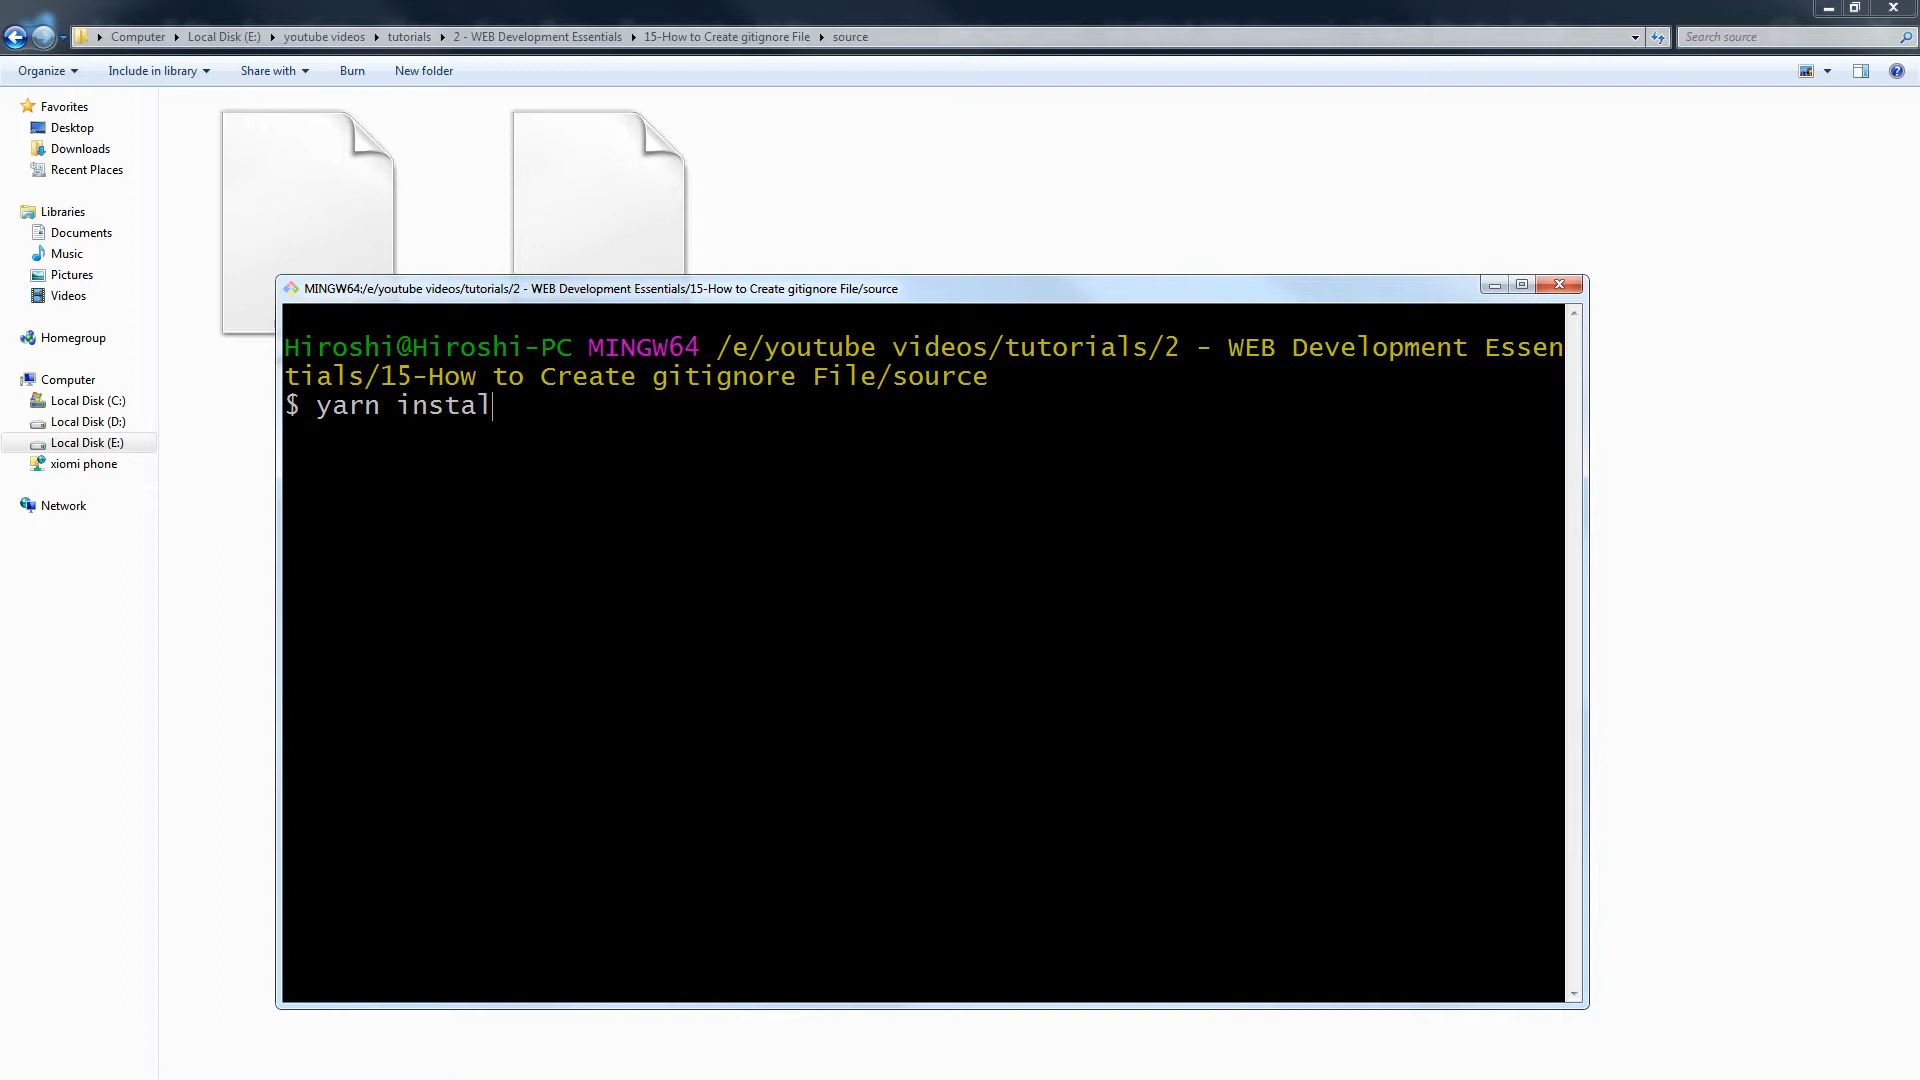 Computer Local Disk (E:) youtube videos tutorials 2 - WEB Development Essentials 15-How to Create gitignore File source Search source
Organize Include in library Share with Burn New folder
Favorites
Desktop
Downloads
Recent Places
Libraries
Documents
Music
Pictures
Videos
Homegroup
Computer
Local Disk (C:)
Local Disk (D:)
Local Disk (E:)
xiomi phone
Network
MINGW64:/e/youtube videos/tutorials/2 - WEB Development Essentials/15-How to Create gitignore File/source
Hiroshi@Hiroshi-PC MINGW64 /e/youtube videos/tutorials/2 - WEB Development Essen
tials/15-How to Create gitignore File/source
$ yarn instal